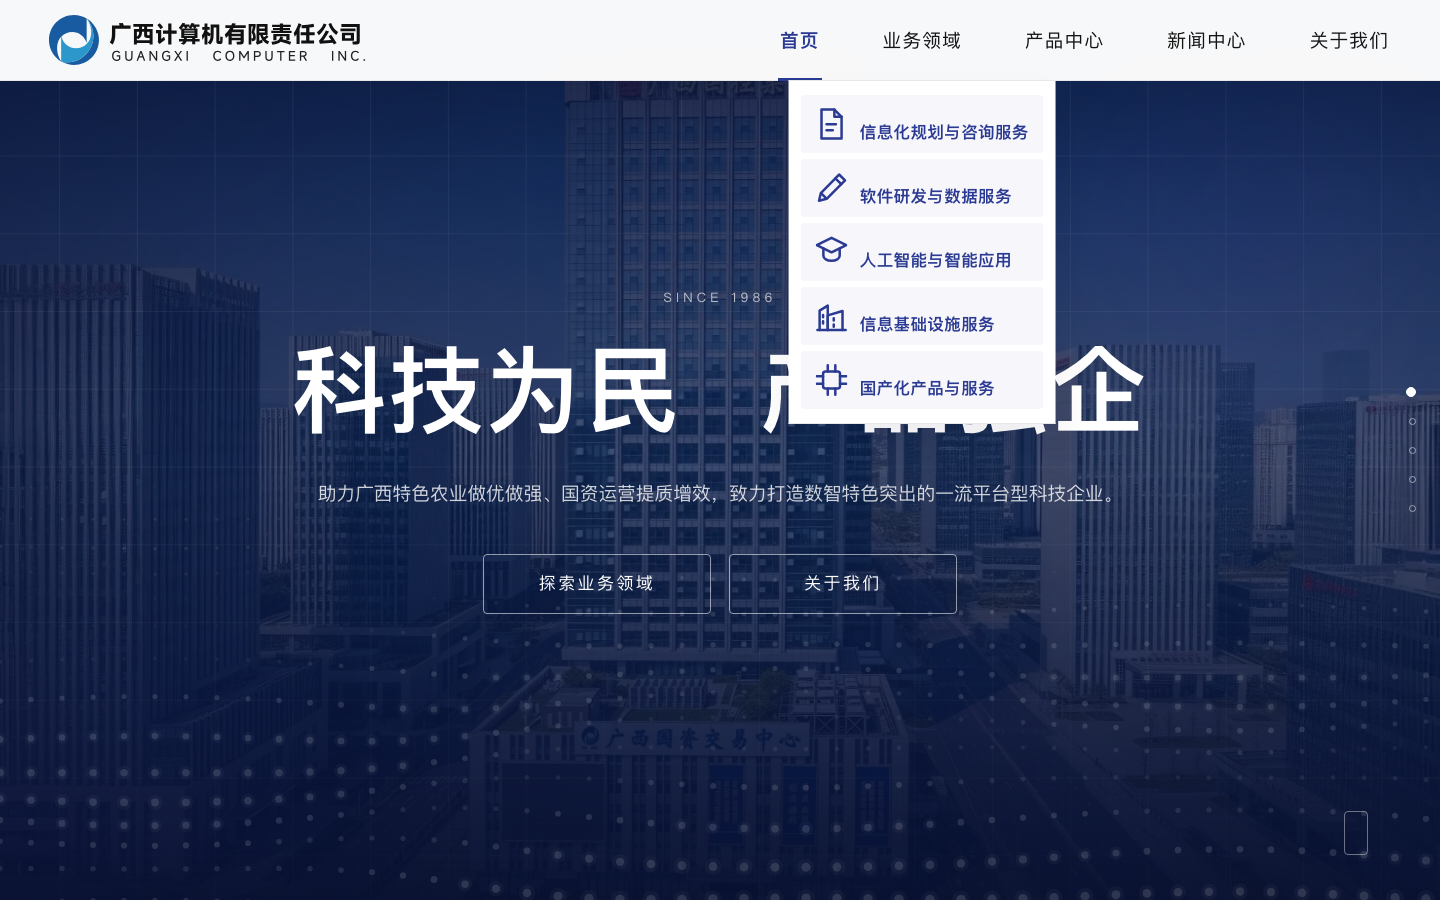 广西计算机有限责任公司
GUANGXI COMPUTER INC.
首页 业务领域 产品中心 新闻中心 关于我们
信息化规划与咨询服务
软件研发与数据服务
人工智能与智能应用
信息基础设施服务
国产化产品与服务
SINCE 1986
科技为民 企
助力广西特色农业做优做强、国资运营提质增效，致力打造数智特色突出的一流平台型科技企业。
探索业务领域 关于我们
广西国资交易中心